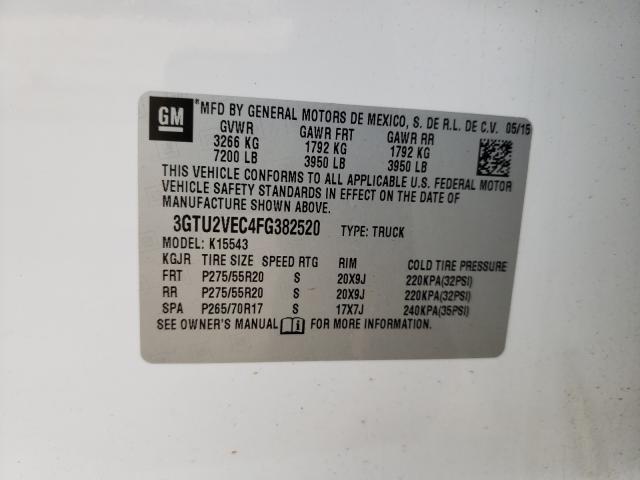 GM
*MFD BY GENERAL MOTORS DE MEXICO, S. DE R.L. DE C.V. 05/15
GVWR GAWR FRT GAWR RR
3266 KG 1792 KG 1792 KG
7200 LB 3950 LB 3950 LB
THIS VEHICLE CONFORMS TO ALL APPLICABLE U.S. FEDERAL MOTOR
VEHICLE SAFETY STANDARDS IN EFFECT ON THE DATE OF
MANUFACTURE SHOWN ABOVE.
3GTU2VEC4FG382520 TYPE: TRUCK
MODEL: K15543
KGJR TIRE SIZE SPEED RTG RIM COLD TIRE PRESSURE
FRT P275/55R20 S 20X9J 220KPA(32PSI)
RR P275/55R20 S 20X9J 220KPA(32PSI)
SPA P265/70R17 S 17X7J 240KPA(35PSI)
SEE OWNER'S MANUAL FOR MORE INFORMATION.